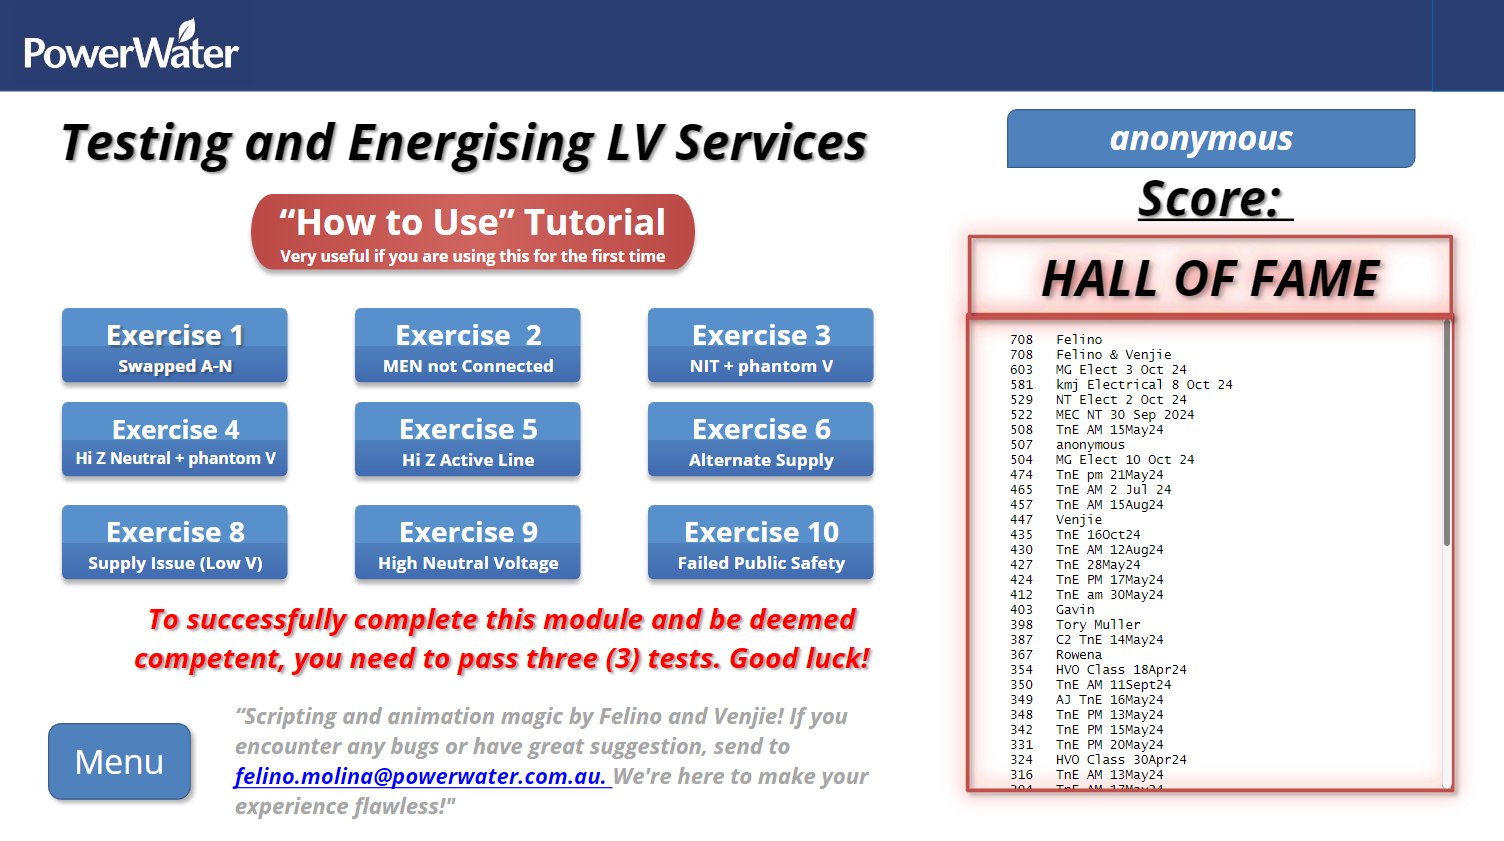 PowerWater
Testing and Energising LV Services
“How to Use” Tutorial
Very useful if you are using this for the first time
Exercise 1
Swapped A-N
Exercise  2
MEN not Connected
Exercise 3
NIT + phantom V
Exercise 4
Hi Z Neutral + phantom V
Exercise 5
Hi Z Active Line
Exercise 6
Alternate Supply
Exercise 8
Supply Issue (Low V)
Exercise 9
High Neutral Voltage
Exercise 10
Failed Public Safety
To successfully complete this module and be deemed
competent, you need to pass three (3) tests. Good luck!
Menu
“Scripting and animation magic by Felino and Venjie! If you
encounter any bugs or have great suggestion, send to
felino.molina@powerwater.com.au. We're here to make your
experience flawless!"
anonymous
Score:
HALL OF FAME
708 Felino
708 Felino & Venjie
603 MG Elect 3 Oct 24
581 kmj Electrical 8 Oct 24
529 NT Elect 2 Oct 24
522 MEC NT 30 Sep 2024
508 TnE AM 15May24
507 anonymous
504 MG Elect 10 Oct 24
474 TnE pm 21May24
465 TnE AM 2 Jul 24
457 TnE AM 15Aug24
447 Venjie
435 TnE 16Oct24
430 TnE AM 12Aug24
427 TnE 28May24
424 TnE PM 17May24
412 TnE am 30May24
403 Gavin
398 Tory Muller
387 C2 TnE 14May24
367 Rowena
354 HVO Class 18Apr24
350 TnE AM 11Sept24
349 AJ TnE 16May24
348 TnE PM 13May24
342 TnE PM 15May24
331 TnE PM 20May24
324 HVO Class 30Apr24
316 TnE AM 13May24
TnE AM 17May24